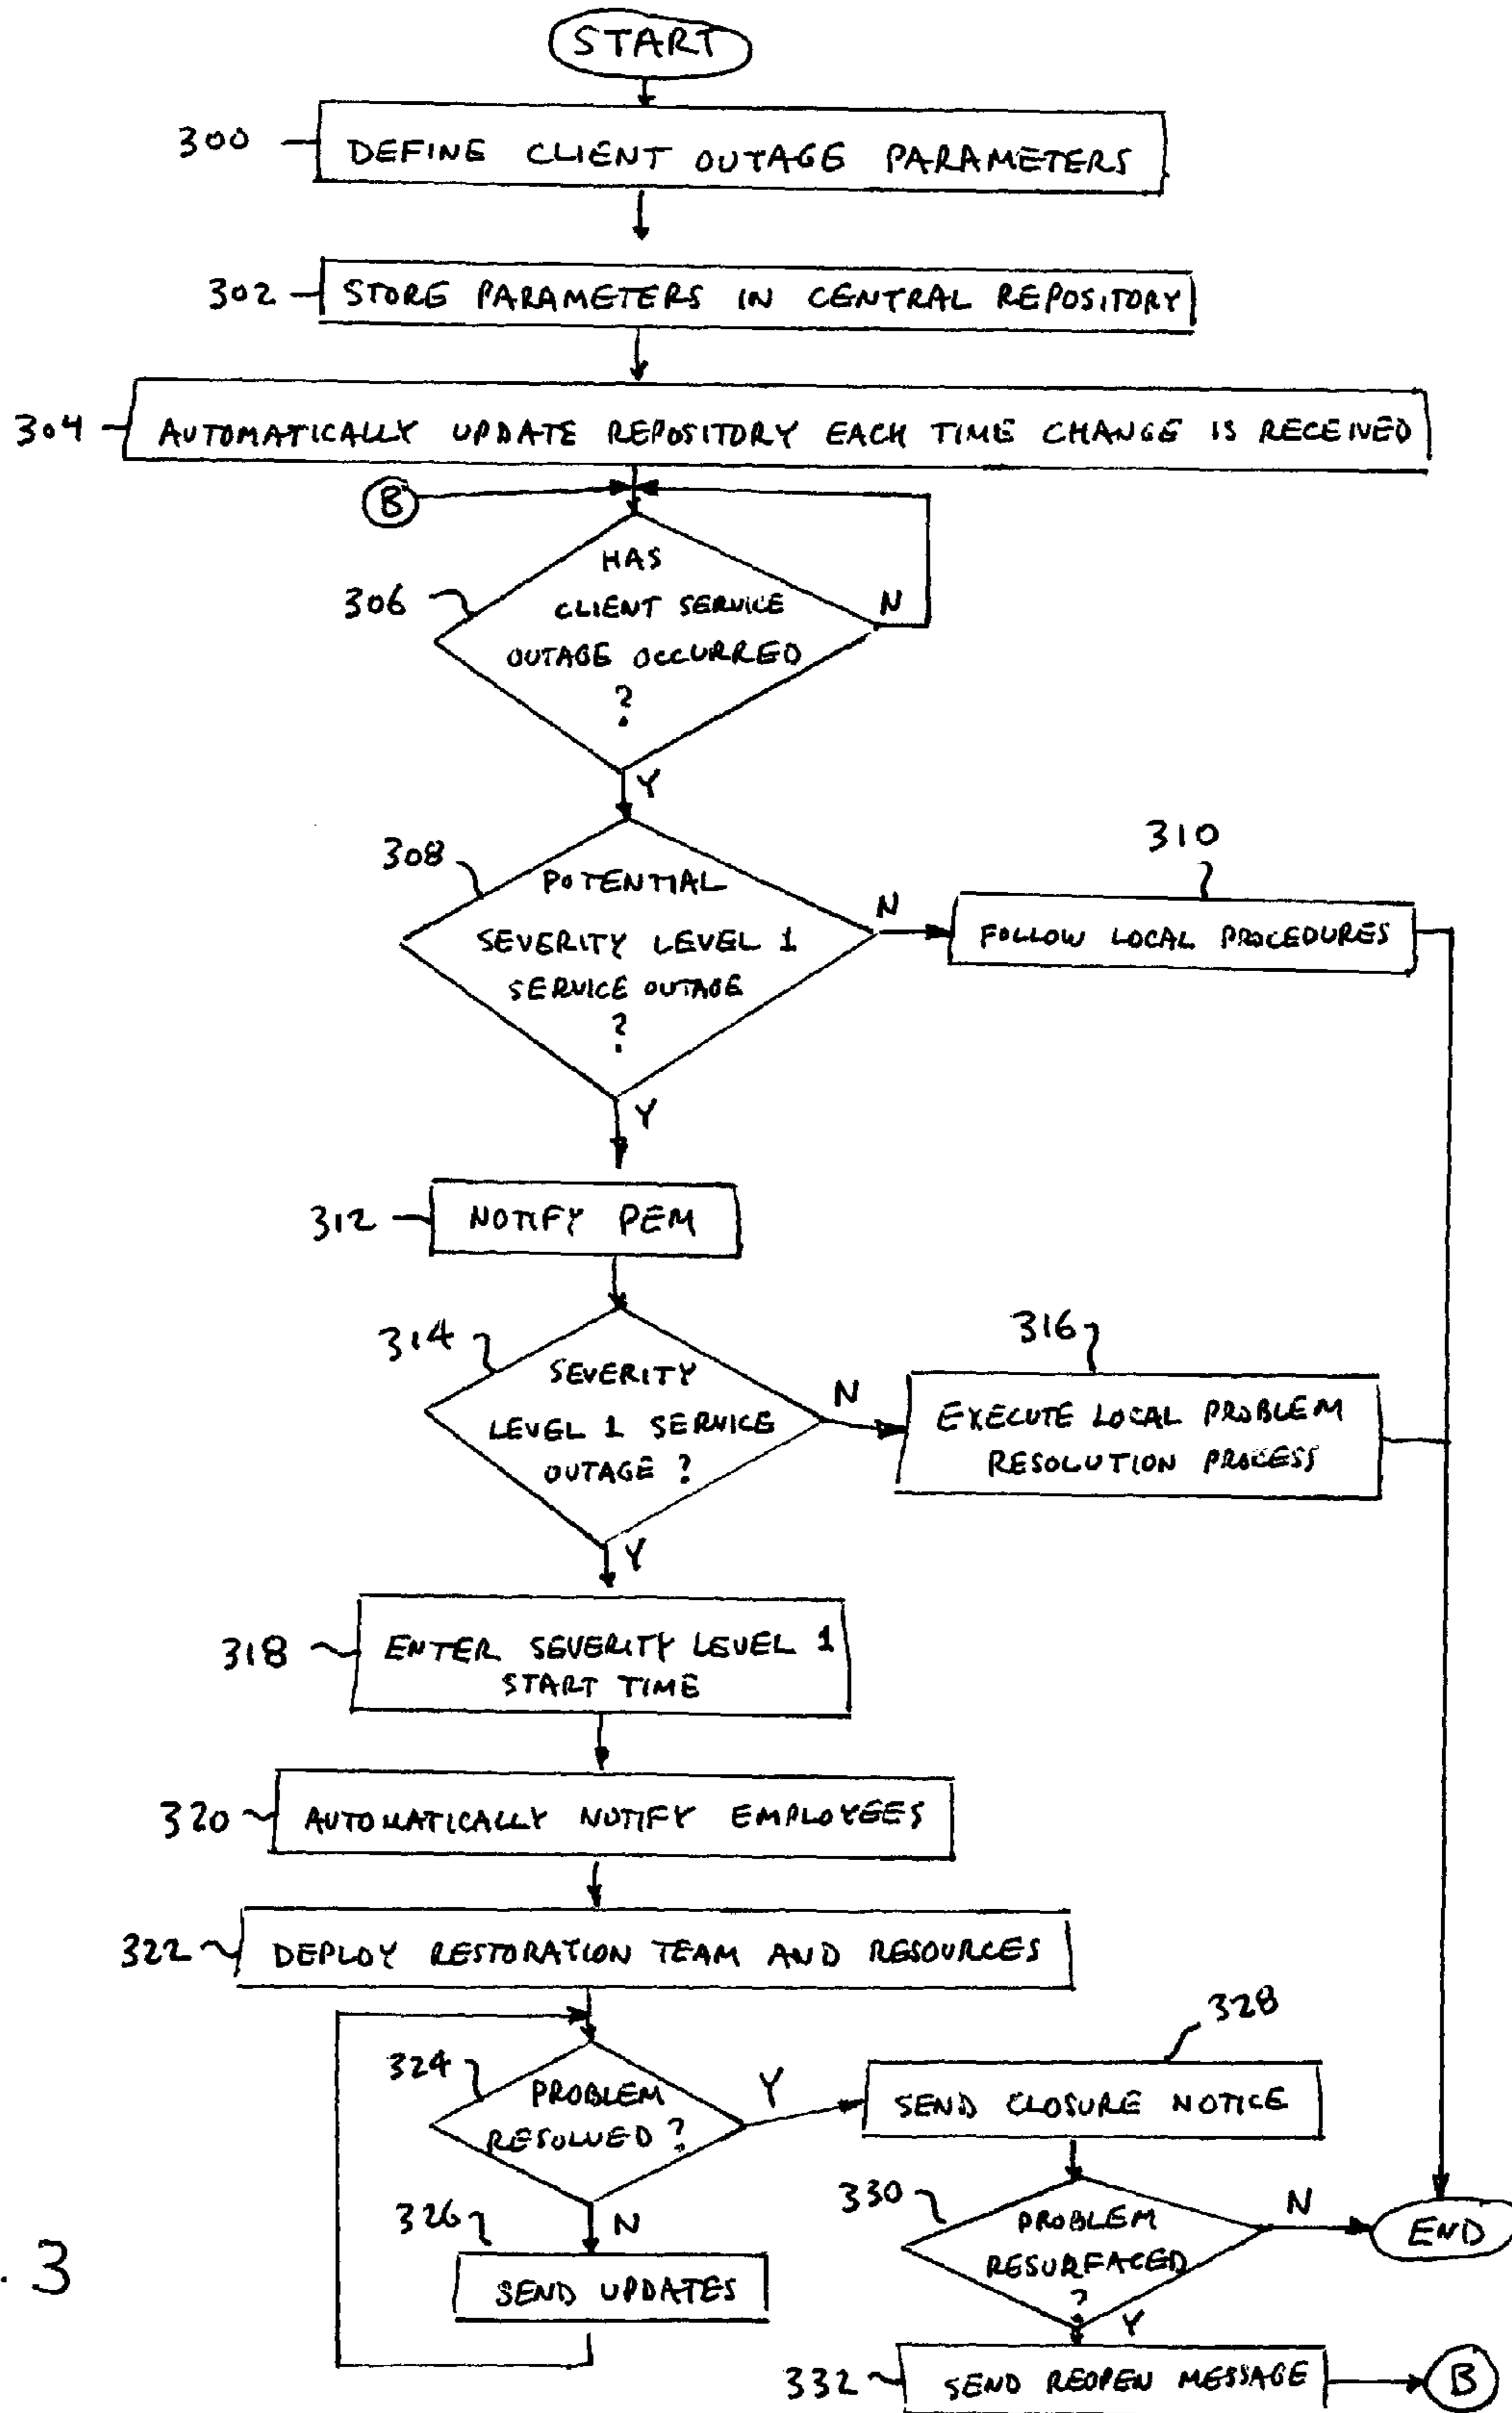 START
300
DEFINE CLIENT OUTAGE PARAMETERS
302
STORE PARAMETERS IN CENTRAL REPOSITORY
304
AUTOMATICALLY UPDATE REPOSITORY EACH TIME CHANGE IS RECEIVED
B
306
HAS
CLIENT SERVICE
OUTAGE OCCURRED
?
N
Y
308
POTENTIAL
SEVERITY LEVEL 1
SERVICE OUTAGE
?
N
310
FOLLOW LOCAL PROCEDURES
Y
312
NOTIFY PEM
314
SEVERITY
LEVEL 1 SERVICE
OUTAGE ?
N
316
EXECUTE LOCAL PROBLEM
RESOLUTION PROCESS
Y
318
ENTER SEVERITY LEVEL 1
START TIME
320
AUTOMATICALLY NOTIFY EMPLOYEES
322
DEPLOY RESTORATION TEAM AND RESOURCES
324
PROBLEM
RESOLVED ?
Y
328
SEND CLOSURE NOTICE
N
326
SEND UPDATES
330
PROBLEM
RESURFACED
?
N
END
Y
332
SEND REOPEN MESSAGE
B
. 3